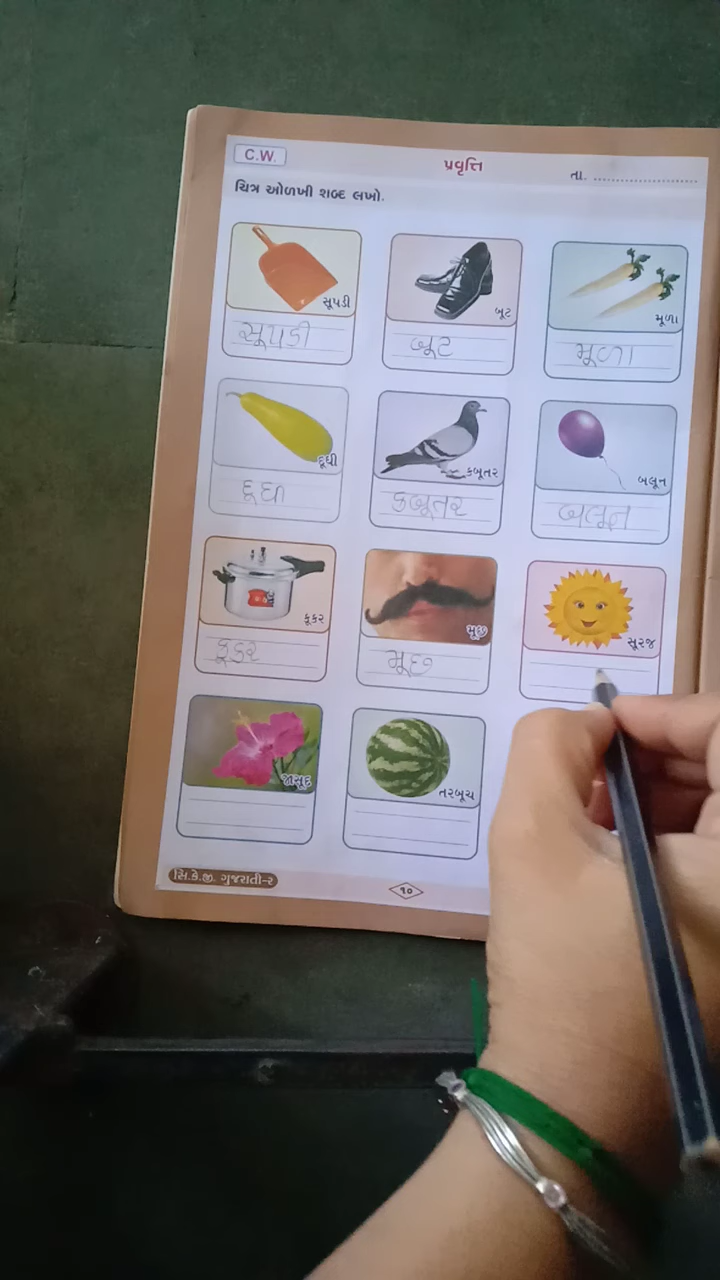 C.W.
પ્રવૃત્તિ
તા. ........................
ચિત્ર ઓળખી શબ્દ લખો.
સૂપડી
બૂટ
મૂળા
સૂપડી
બૂટ
મૂળા
દૂધી
કબૂતર
બલૂન
દૂધી
કબૂતર
બલૂન
કૂકર
મૂછ
સૂરજ
કૂકર
મૂછ
જાસૂદ
તરબૂચ
સિ.કે.જી. ગુજરાતી-૨
૧૦